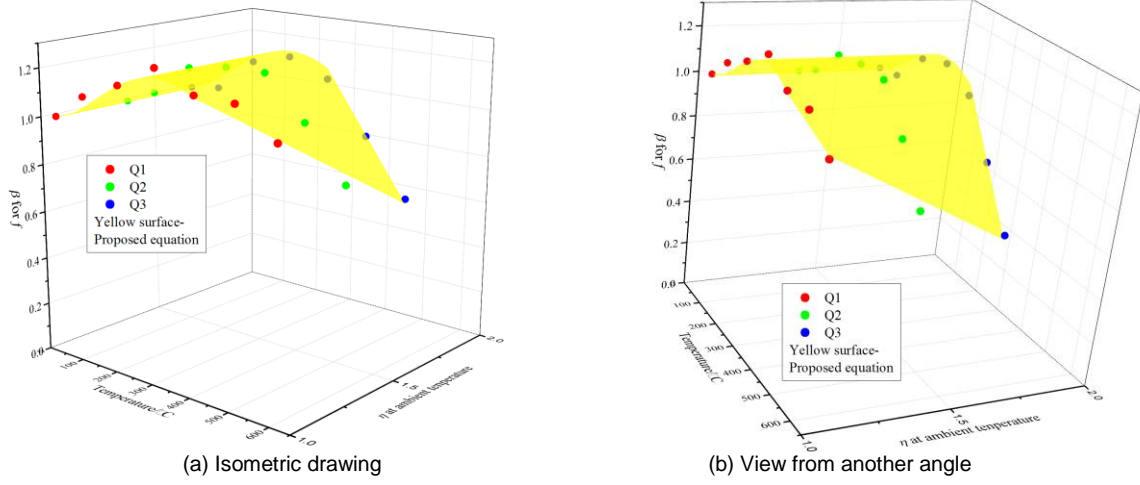 1.2
1.0
0.8
0.6
0.4
0.2
0.0
β for f
Q1
Q2
Q3
Yellow surface-
Proposed equation
100
200
300
400
500
600
Temperature/℃
1.0
1.5
2.0
η at ambient tenperature
(a) Isometric drawing
1.2
1.0
0.8
0.6
0.4
0.2
0.0
β for f
Q1
Q2
Q3
Yellow surface-
Proposed equation
100
200
300
400
500
600
Temperature/℃
1.0
1.5
2.0
η at ambient tenperature
(b) View from another angle